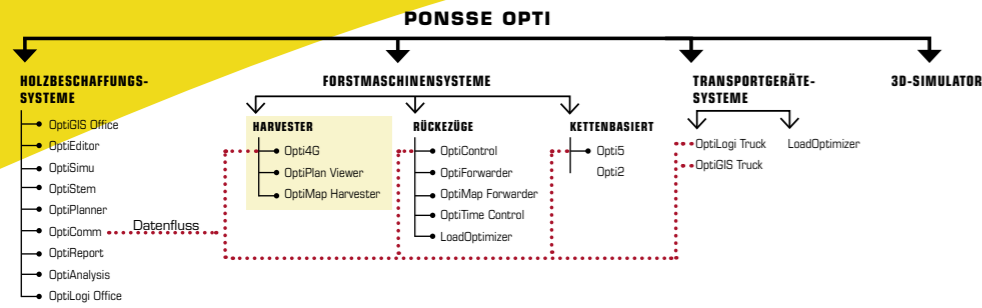 PONSSE OPTI
HOLZBESCHAFFUNGS-
SYSTEME
OptiGIS Office
OptiEditor
OptiSimu
OptiStem
OptiPlanner
OptiComm
OptiReport
OptiAnalysis
OptiLogi Office
Datenfluss
FORSTMASCHINENSYSTEME
HARVESTER
Opti4G
OptiPlan Viewer
OptiMap Harvester
RÜCKEZÜGE
OptiControl
OptiForwarder
OptiMap Forwarder
OptiTime Control
LoadOptimizer
KETTENBASIERT
Opti5
Opti2
TRANSPORTGERÄTE-
SYSTEME
OptiLogi Truck
OptiGIS Truck
LoadOptimizer
3D-SIMULATOR